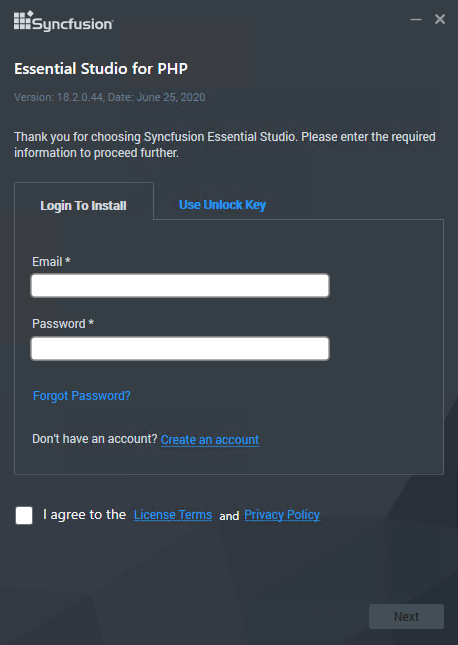 Syncfusion
Essential Studio for PHP
Version: 18.2.0.44, Date: June 25, 2020
Thank you for choosing Syncfusion Essential Studio. Please enter the required
information to proceed further.
Login To Install
Use Unlock Key
Email *
Password *
Forgot Password?
Don't have an account? Create an account
I agree to the License Terms and Privacy Policy
Next